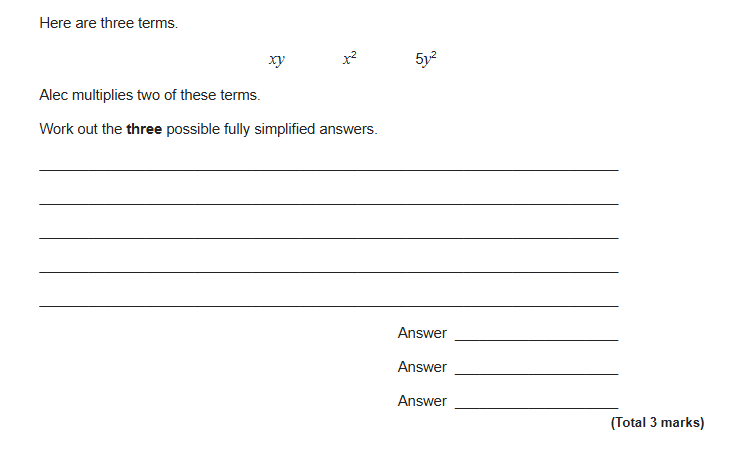 Here are three terms.
xy x² 5y²
Alec multiplies two of these terms.
Work out the three possible fully simplified answers.
Answer
Answer
Answer
(Total 3 marks)